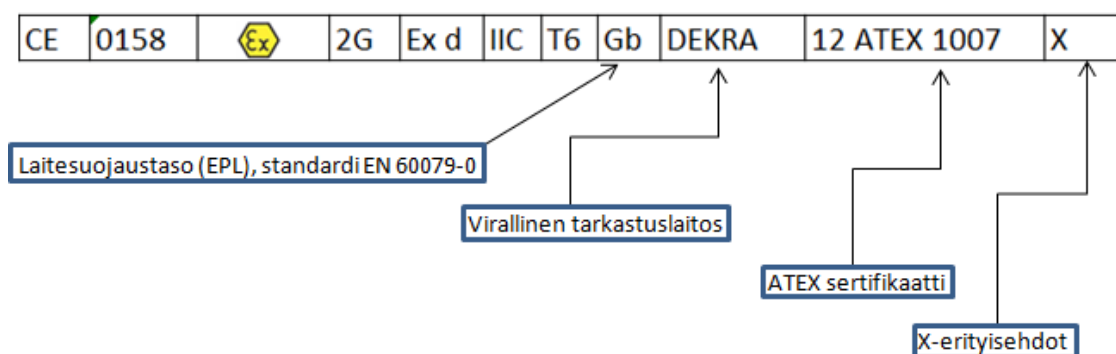 CE 0158 Ex 2G Ex d IIC T6 Gb DEKRA 12 ATEX 1007 X
Laitesuojaustaso (EPL), standardi EN 60079-0
Virallinen tarkastuslaitos
ATEX sertifikaatti
X-erityisehdot